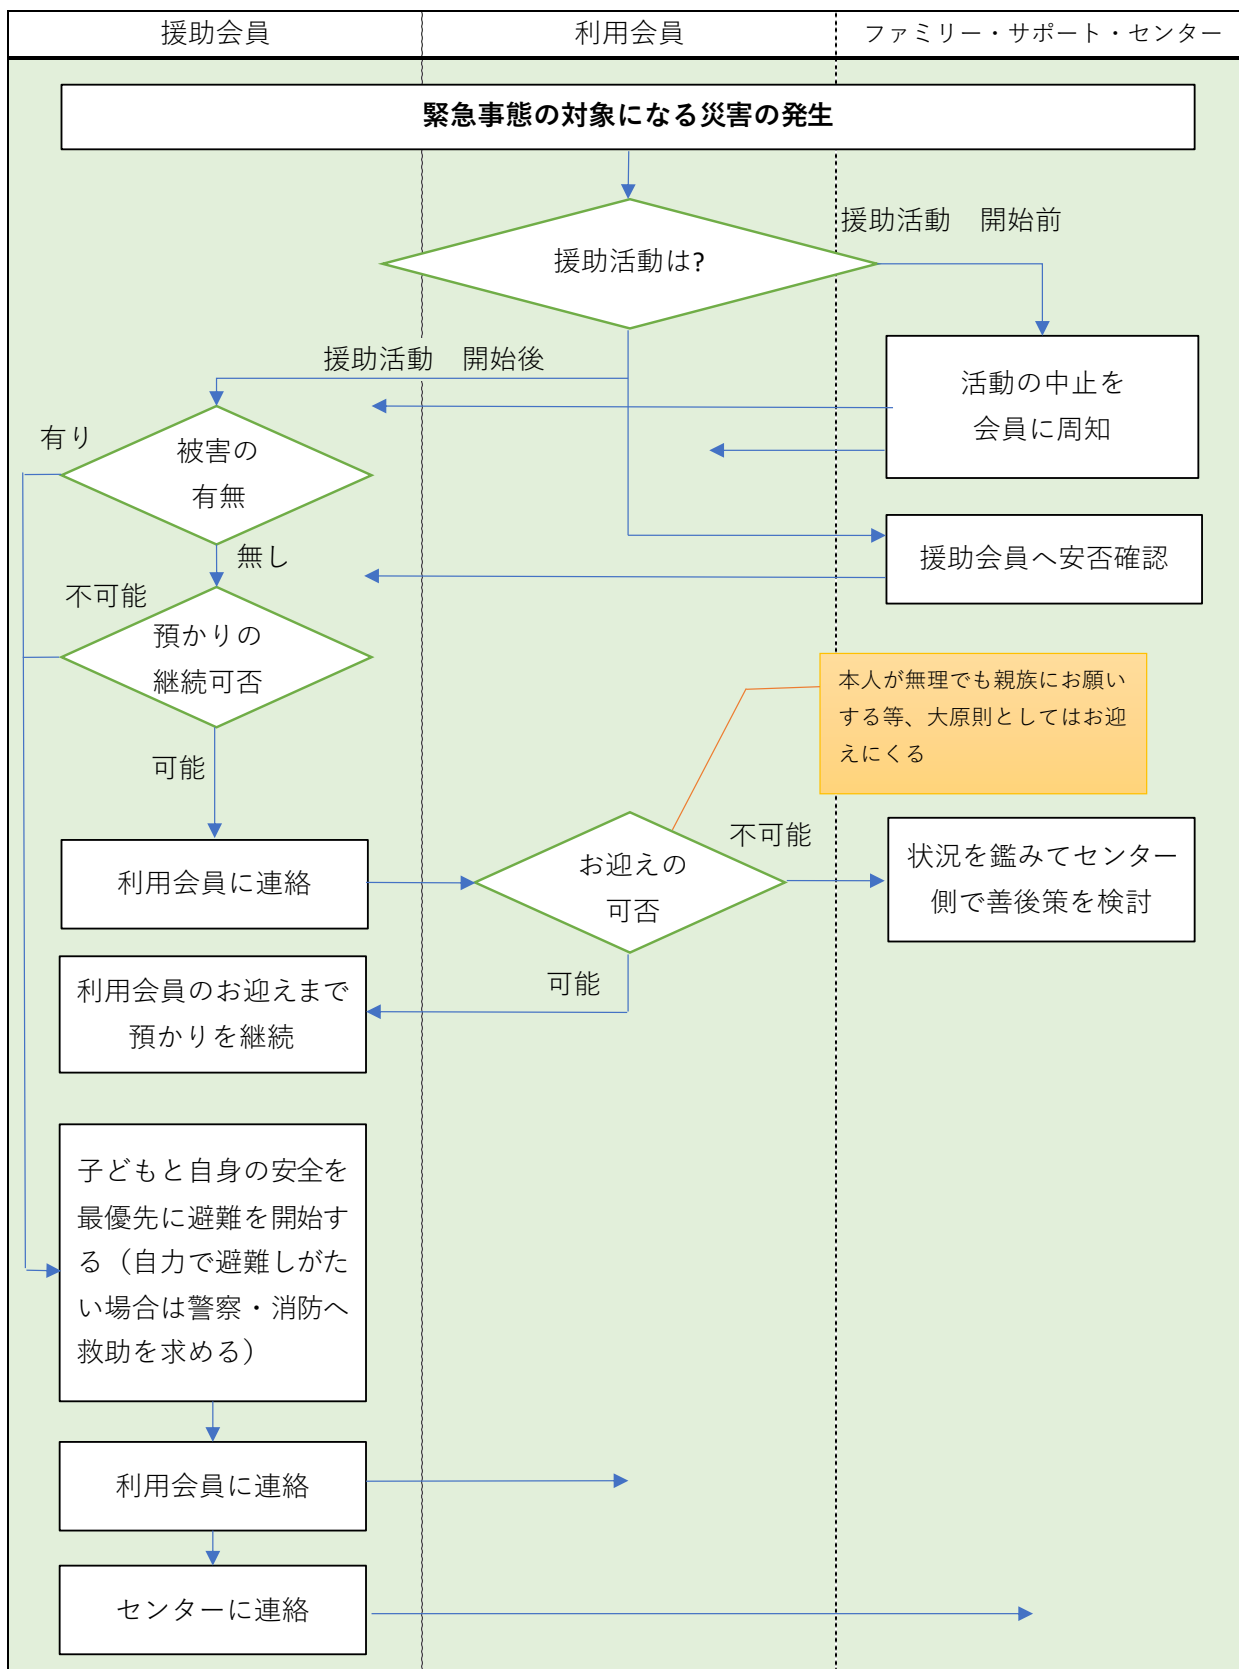 援助会員
利用会員
ファミリー・サポート・センター
緊急事態の対象になる災害の発生
援助活動　開始前
援助活動は?
援助活動　開始後
活動の中止を
会員に周知
有り
被害の
有無
無し
援助会員へ安否確認
不可能
預かりの
継続可否
本人が無理でも親族にお願い
する等、大原則としてはお迎
えにくる
可能
不可能
利用会員に連絡
お迎えの
可否
状況を鑑みてセンター
側で善後策を検討
可能
利用会員のお迎えまで
預かりを継続
子どもと自身の安全を
最優先に避難を開始す
る（自力で避難しがた
い場合は警察・消防へ
救助を求める）
利用会員に連絡
センターに連絡